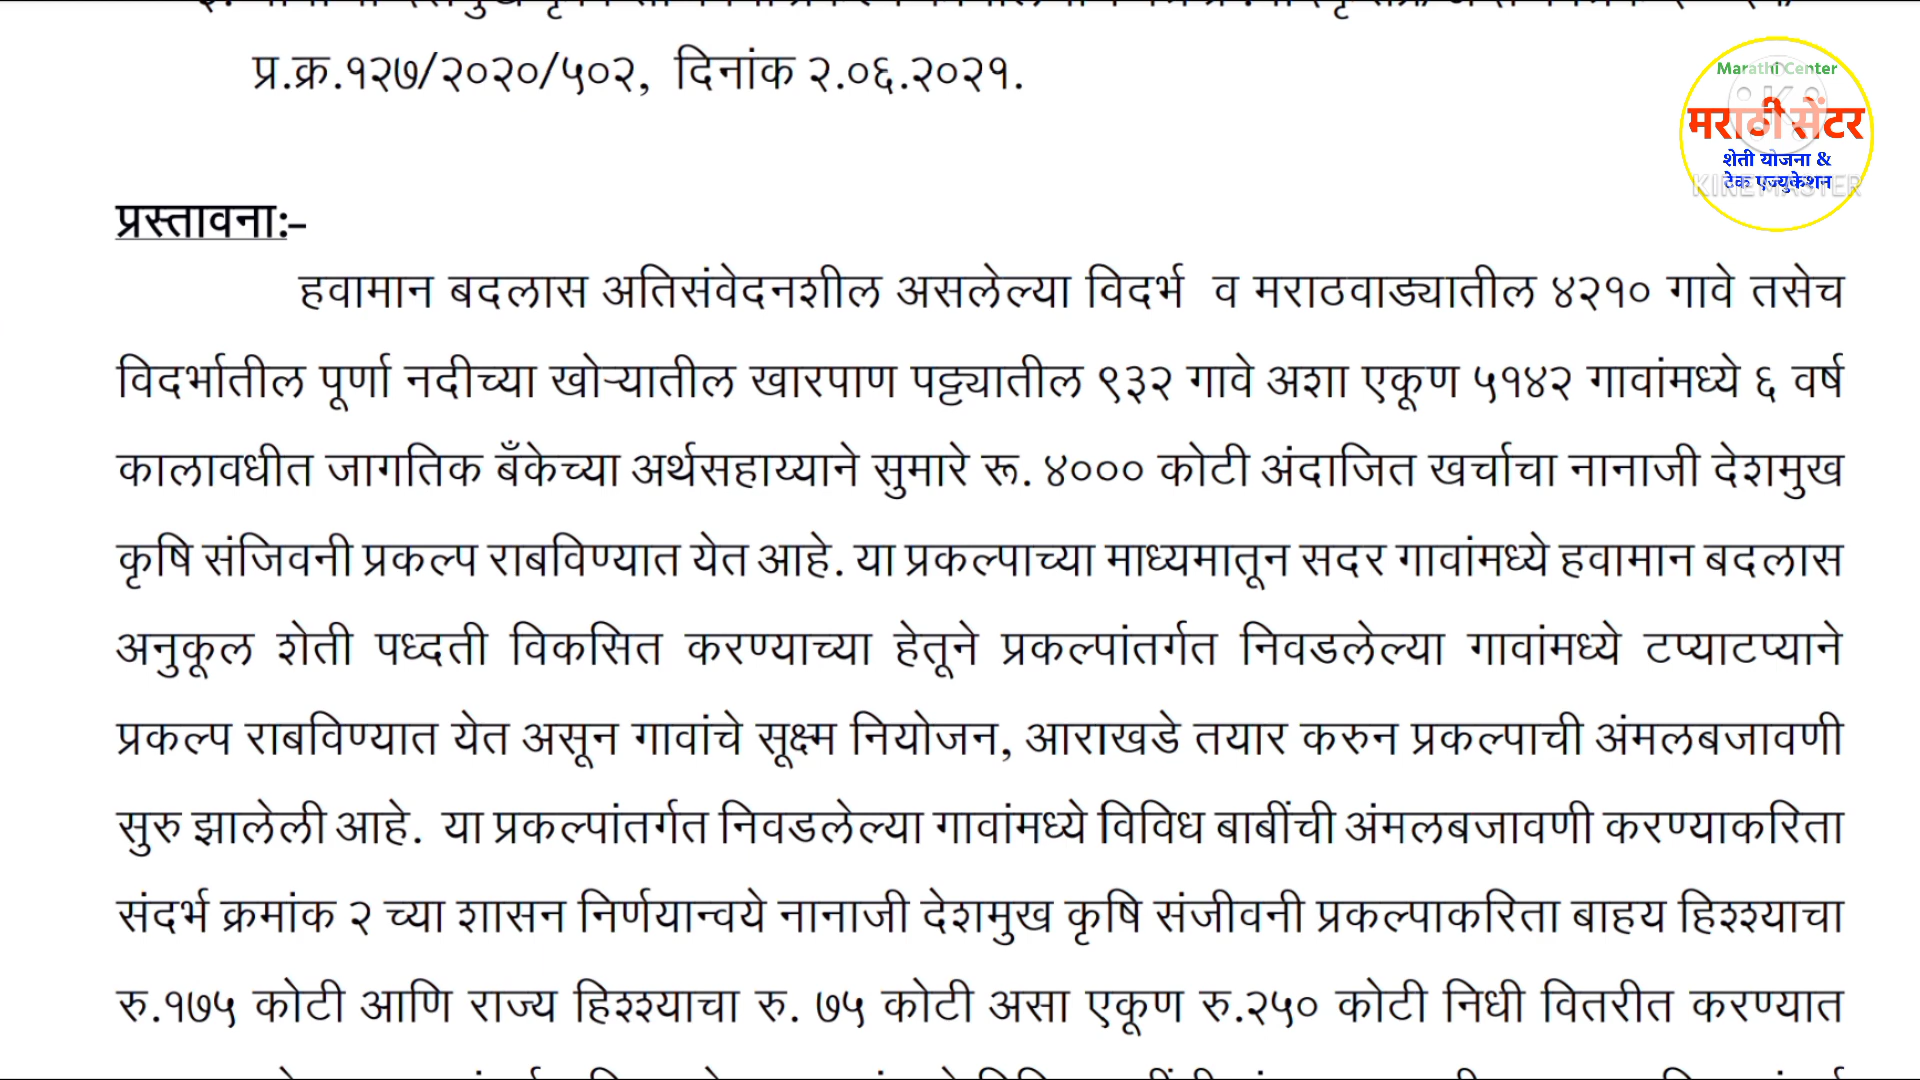 प्र.क्र.१२७/२०२०/५०२, दिनांक २.०६.२०२१.
Marathi Center
मराठी सेंटर
शेती योजना &
टेक एज्युकेशन
KINEMASTER
प्रस्तावना:-
हवामान बदलास अतिसंवेदनशील असलेल्या विदर्भ व मराठवाड्यातील ४२१० गावे तसेच
विदर्भातील पूर्णा नदीच्या खोऱ्यातील खारपाण पट्ट्यातील ९३२ गावे अशा एकूण ५१४२ गावांमध्ये ६ वर्ष
कालावधीत जागतिक बँकेच्या अर्थसहाय्याने सुमारे रू. ४००० कोटी अंदाजित खर्चाचा नानाजी देशमुख
कृषि संजिवनी प्रकल्प राबविण्यात येत आहे. या प्रकल्पाच्या माध्यमातून सदर गावांमध्ये हवामान बदलास
अनुकूल शेती पध्दती विकसित करण्याच्या हेतूने प्रकल्पांतर्गत निवडलेल्या गावांमध्ये टप्याटप्याने
प्रकल्प राबविण्यात येत असून गावांचे सूक्ष्म नियोजन, आराखडे तयार करुन प्रकल्पाची अंमलबजावणी
सुरु झालेली आहे. या प्रकल्पांतर्गत निवडलेल्या गावांमध्ये विविध बाबींची अंमलबजावणी करण्याकरिता
संदर्भ क्रमांक २ च्या शासन निर्णयान्वये नानाजी देशमुख कृषि संजीवनी प्रकल्पाकरिता बाहय हिश्श्याचा
रु.१७५ कोटी आणि राज्य हिश्श्याचा रु. ७५ कोटी असा एकूण रु.२५० कोटी निधी वितरीत करण्यात